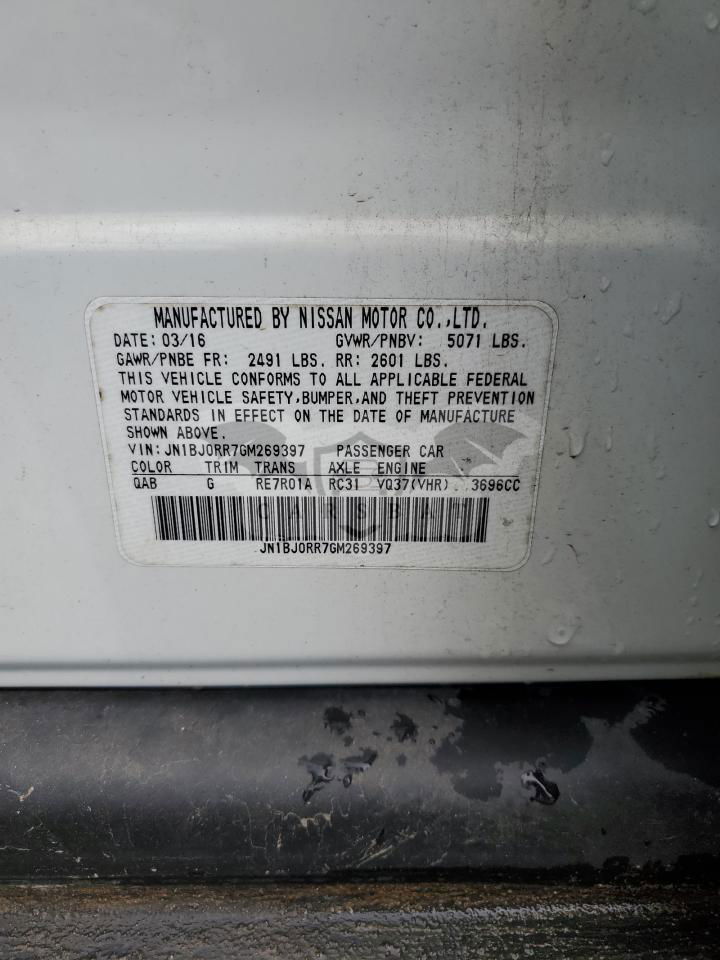 MANUFACTURED BY NISSAN MOTOR CO.,LTD.
DATE: 03/16 GVWR/PNBV: 5071 LBS.
GAWR/PNBE FR: 2491 LBS. RR: 2601 LBS.
THIS VEHICLE CONFORMS TO ALL APPLICABLE FEDERAL
MOTOR VEHICLE SAFETY,BUMPER,AND THEFT PREVENTION
STANDARDS IN EFFECT ON THE DATE OF MANUFACTURE
SHOWN ABOVE.
VIN: JN1BJ0RR7GM269397 PASSENGER CAR
COLOR TRIM TRANS AXLE ENGINE
QAB G RE7R01A RC31 VQ37(VHR) 3696CC
CARSBAT
JN1BJ0RR7GM269397